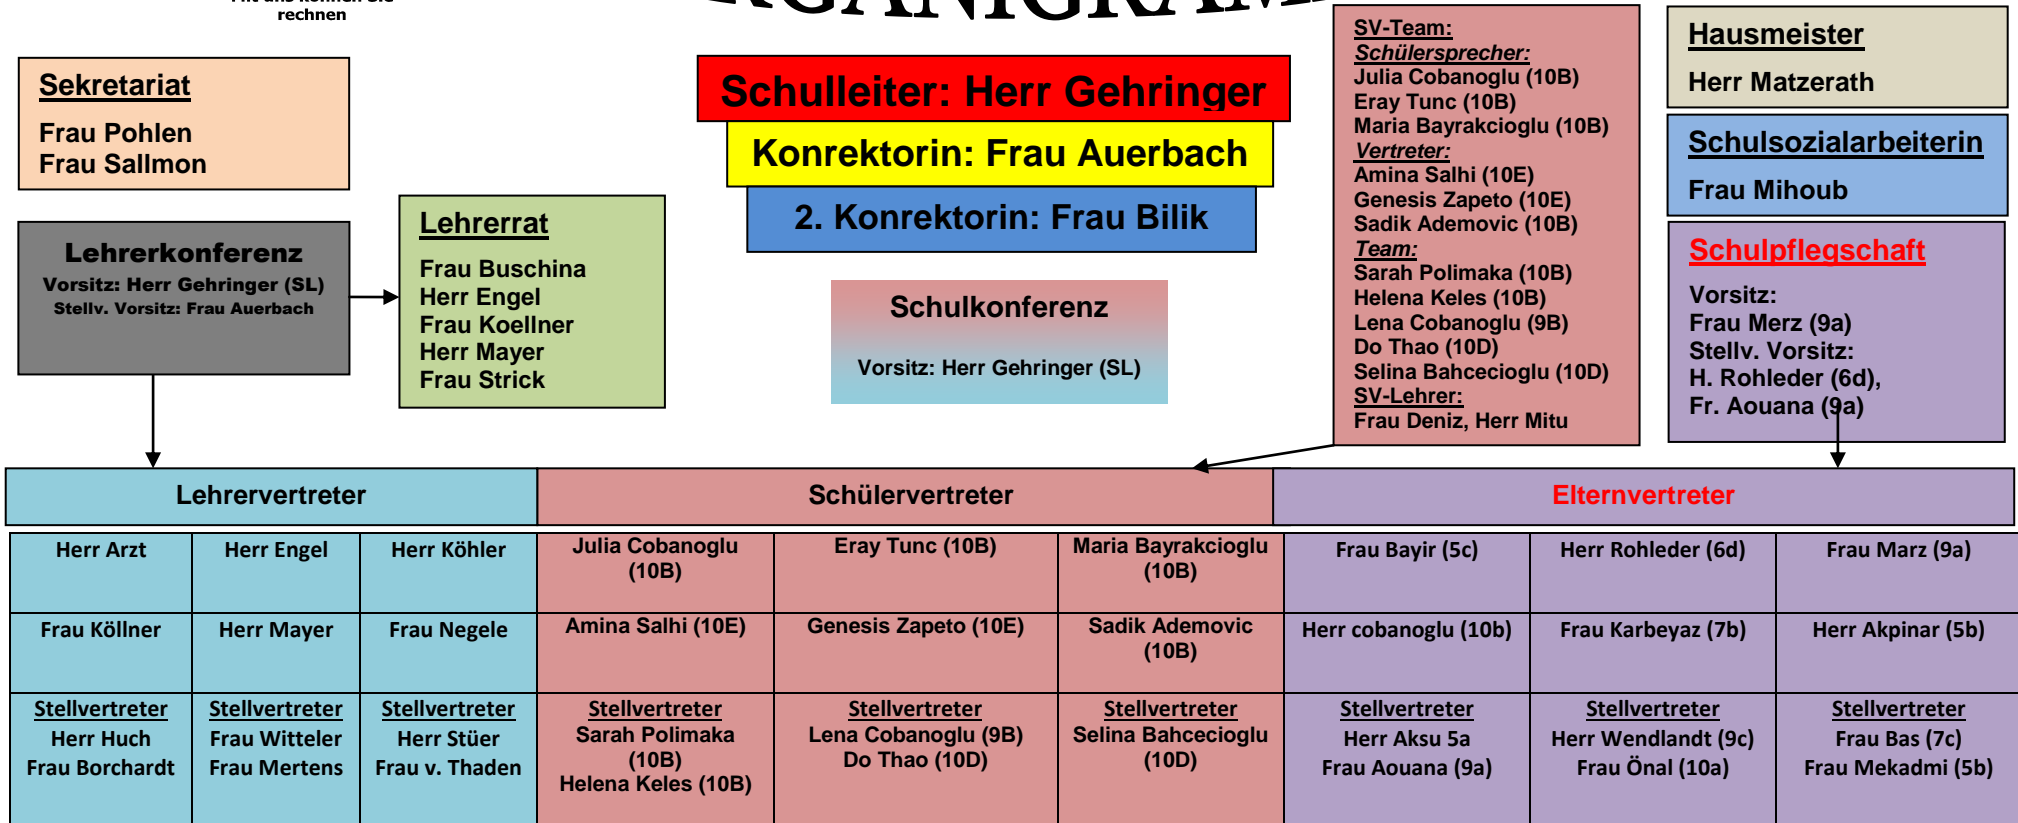 Mit uns können Sie
rechnen
ORGANIGRAMM
Sekretariat
Frau Pohlen
Frau Sallmon
Lehrerkonferenz
Vorsitz: Herr Gehringer (SL)
Stellv. Vorsitz: Frau Auerbach
Lehrerrat
Frau Buschina
Herr Engel
Frau Koellner
Herr Mayer
Frau Strick
Schulleiter: Herr Gehringer
Konrektorin: Frau Auerbach
2. Konrektorin: Frau Bilik
Schulkonferenz
Vorsitz: Herr Gehringer (SL)
SV-Team:
Schülersprecher:
Julia Cobanoglu (10B)
Eray Tunc (10B)
Maria Bayrakcioglu (10B)
Vertreter:
Amina Salhi (10E)
Genesis Zapeto (10E)
Sadik Ademovic (10B)
Team:
Sarah Polimaka (10B)
Helena Keles (10B)
Lena Cobanoglu (9B)
Do Thao (10D)
Selina Bahcecioglu (10D)
SV-Lehrer:
Frau Deniz, Herr Mitu
Hausmeister
Herr Matzerath
Schulsozialarbeiterin
Frau Mihoub
Schulpflegschaft
Vorsitz:
Frau Merz (9a)
Stellv. Vorsitz:
H. Rohleder (6d),
Fr. Aouana (9a)
Lehrervertreter
Schülervertreter
Elternvertreter
Herr Arzt
Herr Engel
Herr Köhler
Julia Cobanoglu
(10B)
Eray Tunc (10B)
Maria Bayrakcioglu
(10B)
Frau Bayir (5c)
Herr Rohleder (6d)
Frau Marz (9a)
Frau Köllner
Herr Mayer
Frau Negele
Amina Salhi (10E)
Genesis Zapeto (10E)
Sadik Ademovic
(10B)
Herr cobanoglu (10b)
Frau Karbeyaz (7b)
Herr Akpinar (5b)
Stellvertreter
Herr Huch
Frau Borchardt
Stellvertreter
Frau Witteler
Frau Mertens
Stellvertreter
Herr Stüer
Frau v. Thaden
Stellvertreter
Sarah Polimaka
(10B)
Helena Keles (10B)
Stellvertreter
Lena Cobanoglu (9B)
Do Thao (10D)
Stellvertreter
Selina Bahcecioglu
(10D)
Stellvertreter
Herr Aksu 5a
Frau Aouana (9a)
Stellvertreter
Herr Wendlandt (9c)
Frau Önal (10a)
Stellvertreter
Frau Bas (7c)
Frau Mekadmi (5b)